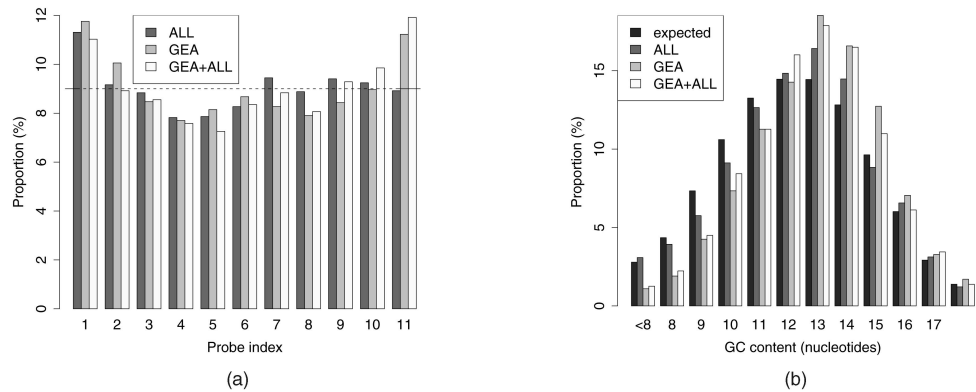 12
10
8
6
4
2
0
Proportion (%)
ALL
GEA
GEA+ALL
1 2 3 4 5 6 7 8 9 10 11
Probe index
(a)
15
10
5
0
Proportion (%)
expected
ALL
GEA
GEA+ALL
<8 8 9 10 11 12 13 14 15 16 17
GC content (nucleotides)
(b)